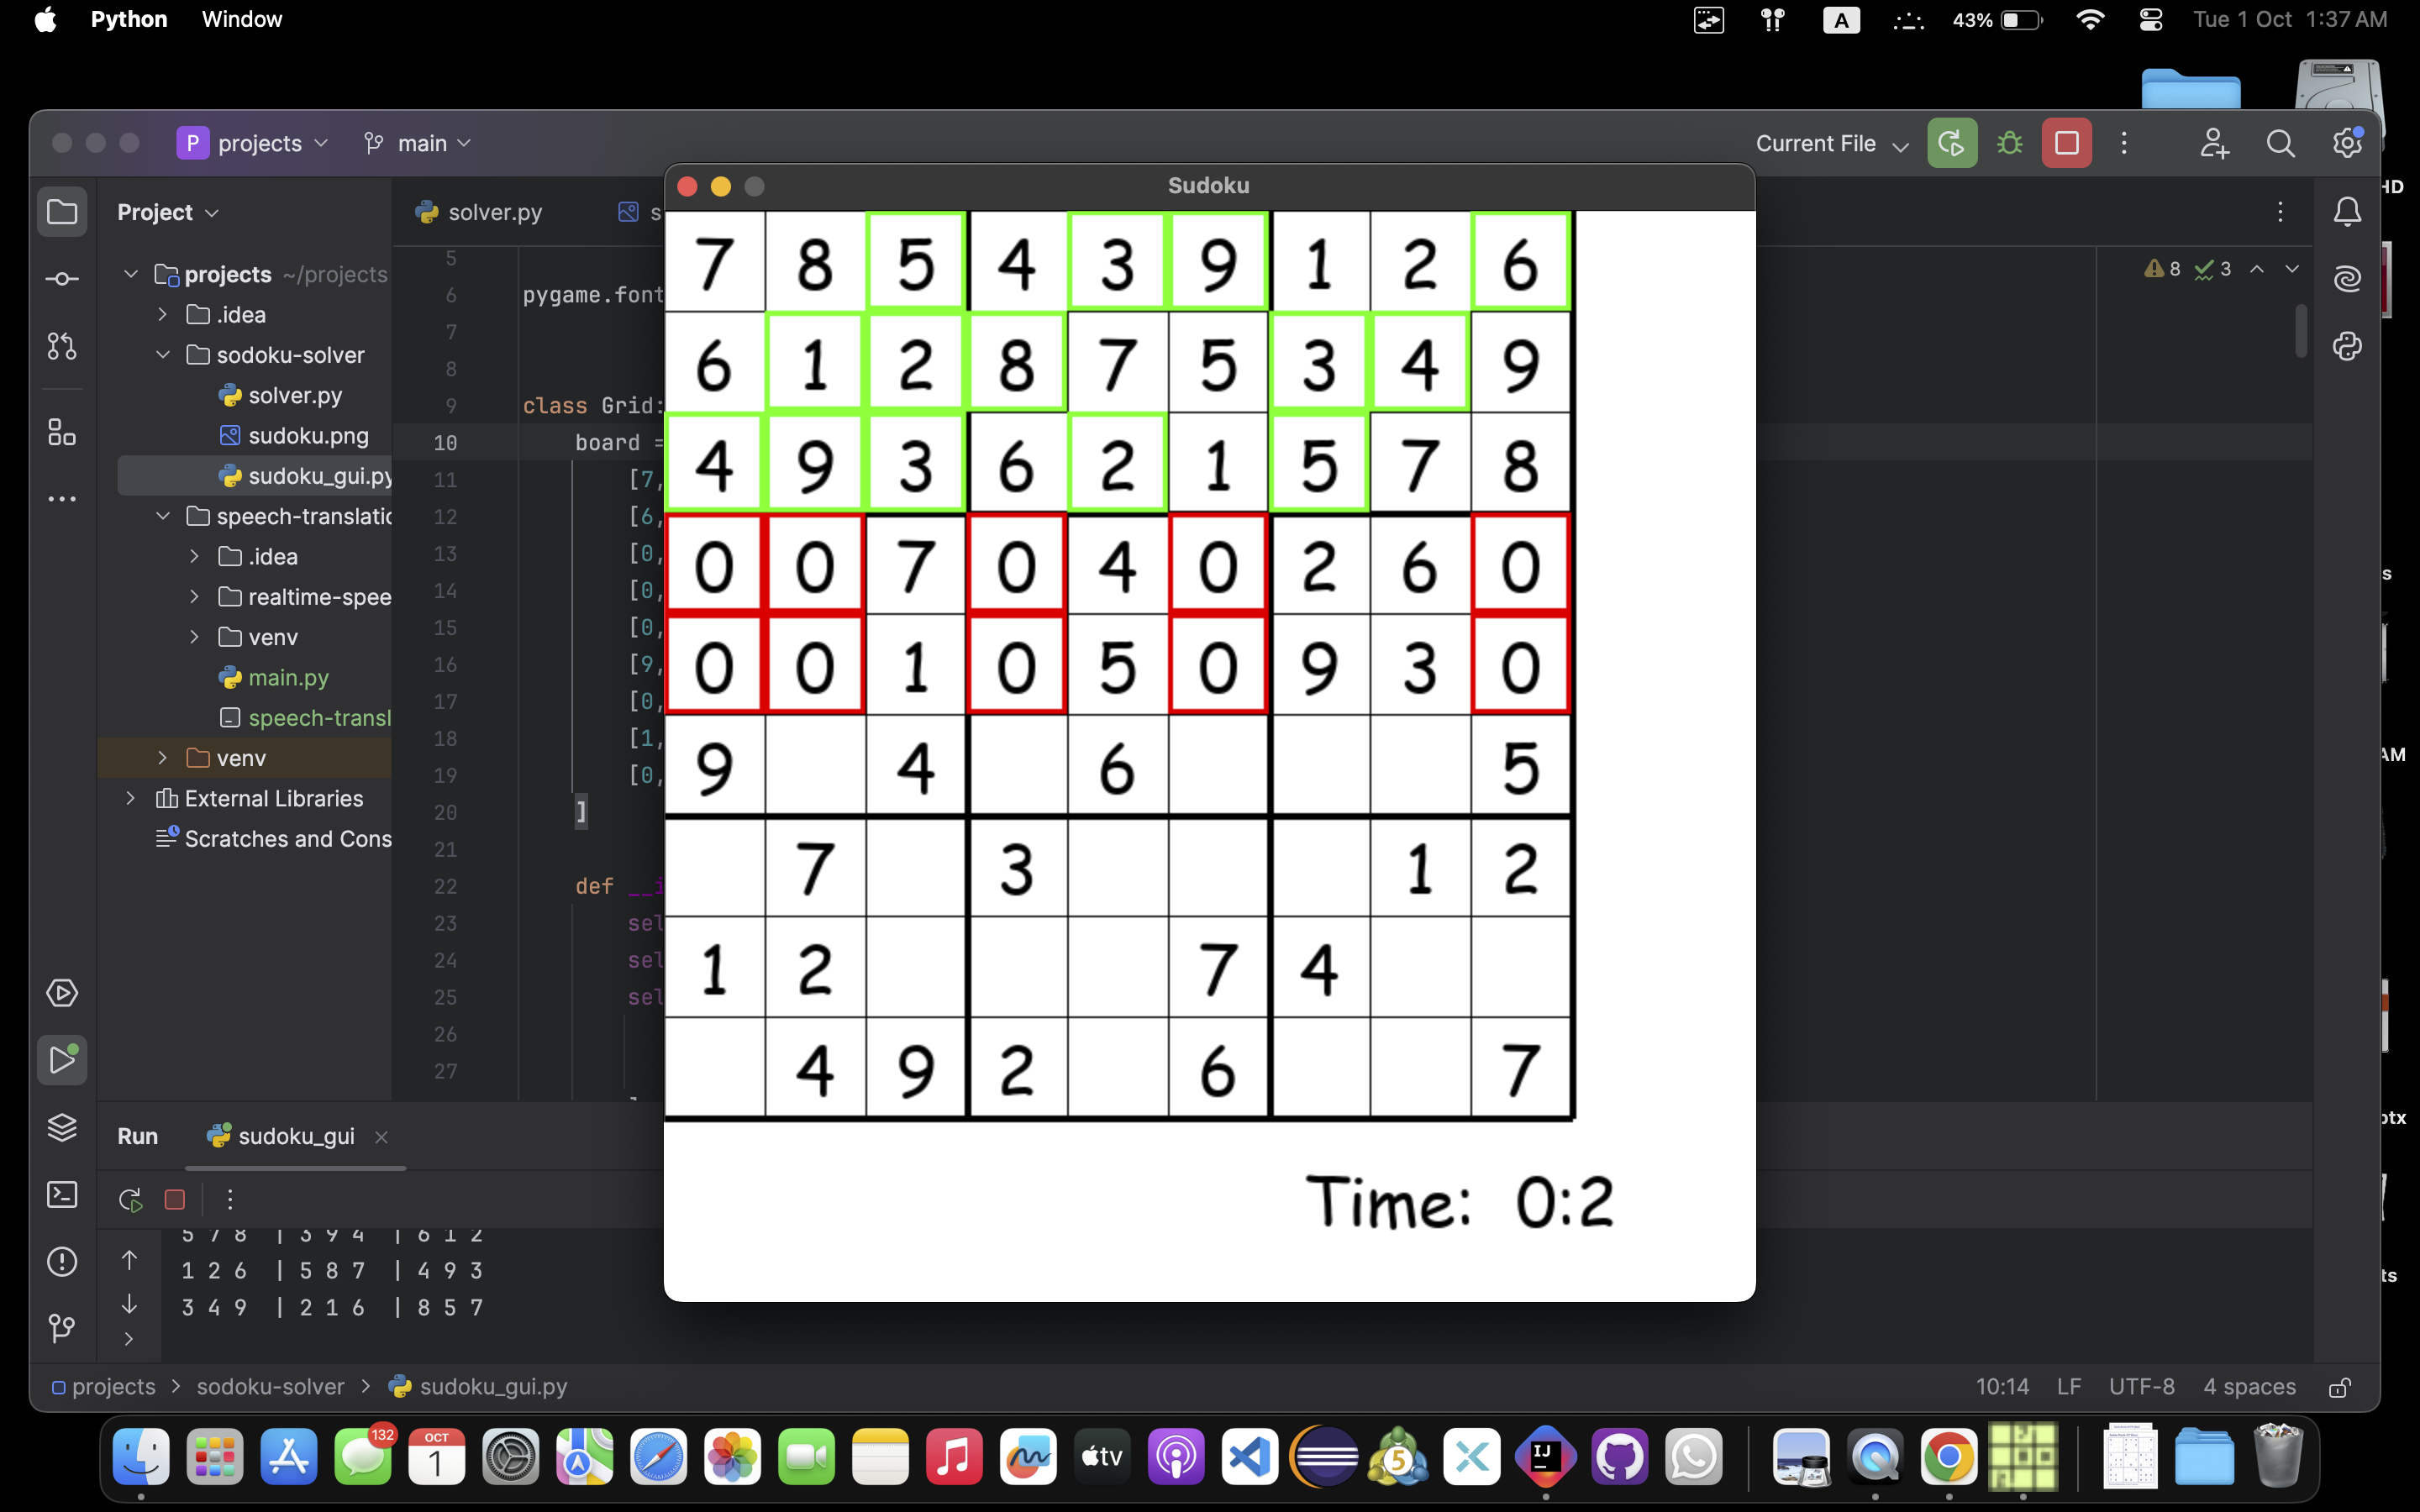 Python Window A 43% Tue 1 Oct 1:37 AM
P projects main Current File
HD
Sudoku
Project solver.py s
7 8 5 4 3 9 1 2 6
6 1 2 8 7 5 3 4 9
4 9 3 6 2 1 5 7 8
0 0 7 0 4 0 2 6 0
0 0 1 0 5 0 9 3 0
9 4 6 5
7 3 1 2
1 2 7 4
4 9 2 6 7
Time: 0:2
projects ~/projects
.idea
sodoku-solver
solver.py
sudoku.png
sudoku_gui.py
speech-translatic
.idea
realtime-spee
venv
main.py
speech-transl
venv
External Libraries
Scratches and Cons
5
6 pygame.font
7
8
9 class Grid:
10 board =
11 [7,
12 [6,
13 [0,
14 [0,
15 [0,
16 [9,
17 [0,
18 [1,
19 [0,
20 ]
21
22 def __i
23 sel
24 sel
25 sel
26
27
8 3
s
AM
otx
ts
Run sudoku_gui
5 7 8 | 3 9 4 | 6 1 2
1 2 6 | 5 8 7 | 4 9 3
3 4 9 | 2 1 6 | 8 5 7
projects > sodoku-solver > sudoku_gui.py 10:14 LF UTF-8 4 spaces
132
OCT
1
tv
5
IJ